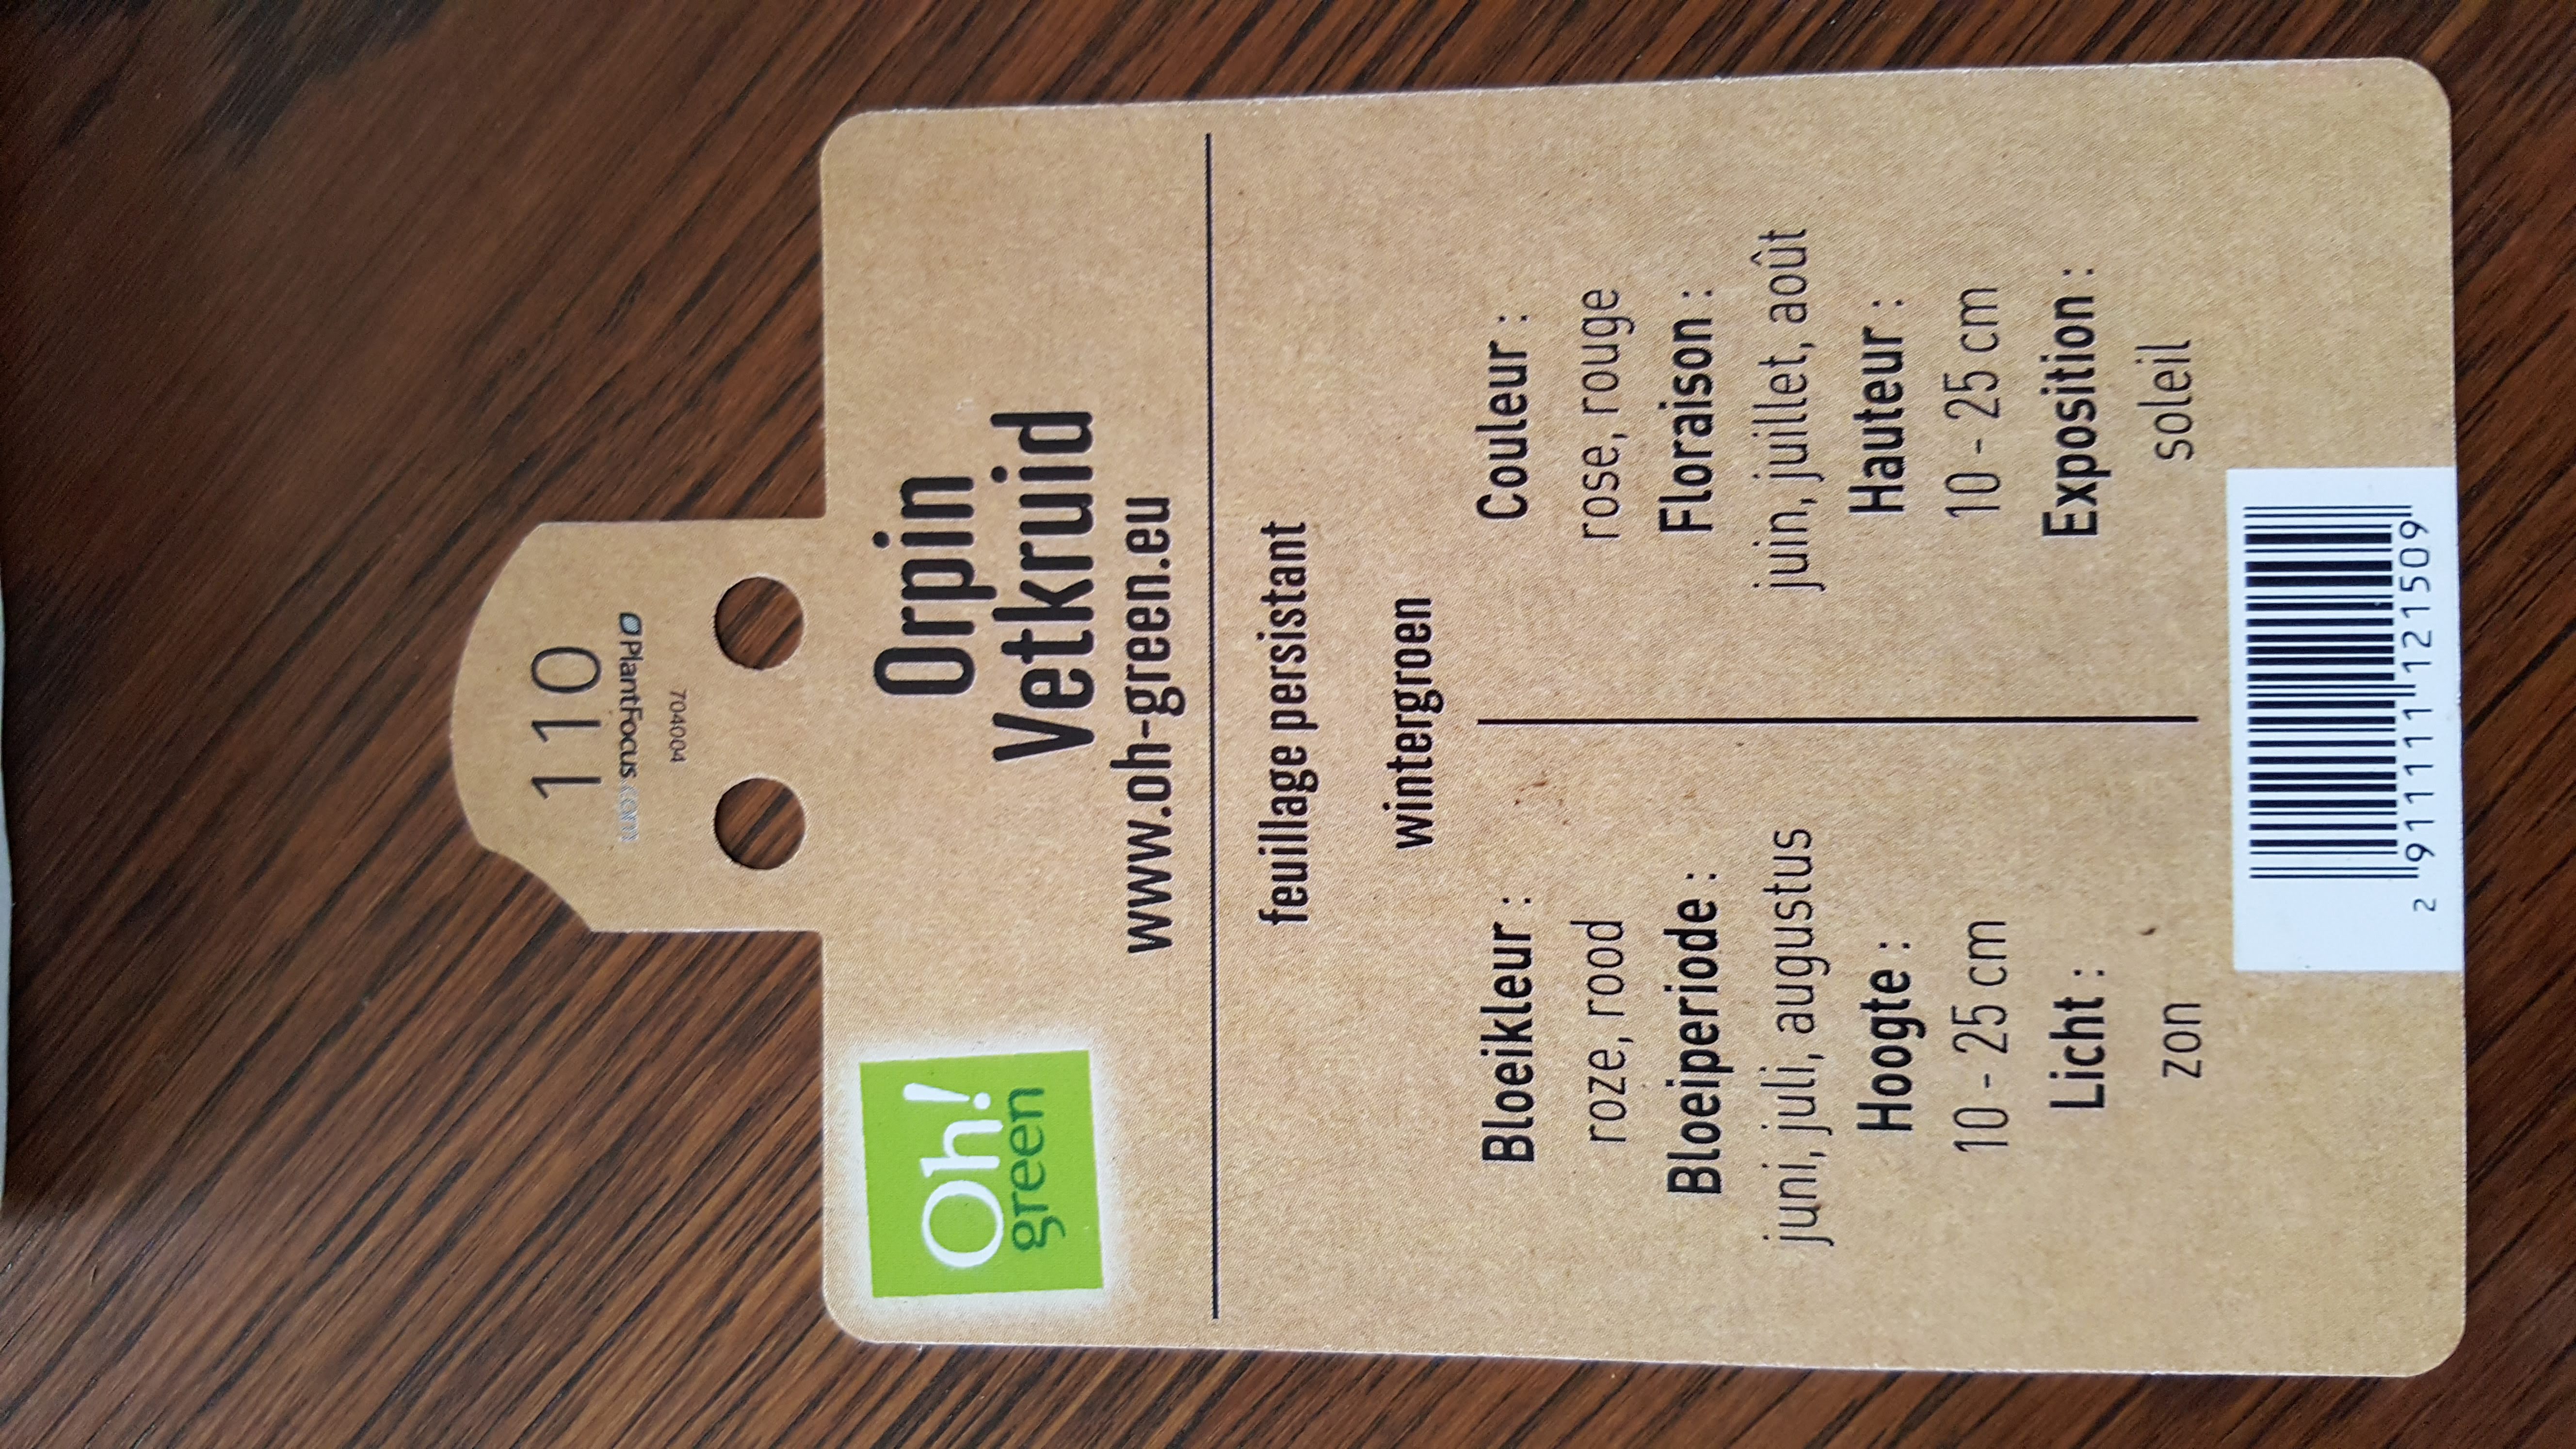 110
PlantFocus.com
704004
Oh!
green
Orpin
Vetkruid
www.oh-green.eu
feuillage persistant
wintergroen
Bloeikleur :
roze, rood
Bloeiperiode :
juni, juli, augustus
Hoogte :
10 - 25 cm
Licht :
zon
Couleur :
rose, rouge
Floraison :
juin, juillet, août
Hauteur :
10 - 25 cm
Exposition :
soleil
2 911111 121509